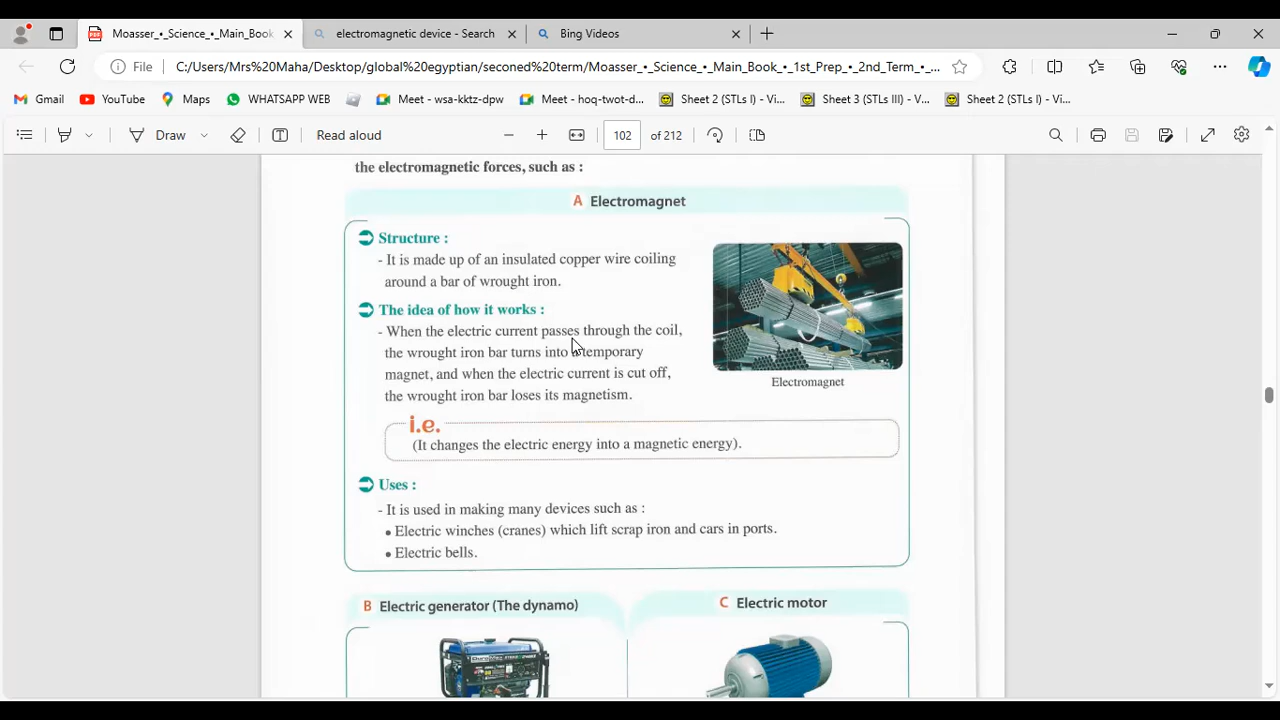 Moasser_•_Science_•_Main_Book
electromagnetic device - Search
Bing Videos
File
C:/Users/Mrs%20Maha/Desktop/global%20egyptian/seconed%20term/Moasser_•_Science_•_Main_Book_•_1st_Prep_•_2nd_Term_•_...
Gmail
YouTube
Maps
WHATSAPP WEB
Meet - wsa-kktz-dpw
Meet - hoq-twot-d...
Sheet 2 (STLs I) - Vi...
Sheet 3 (STLs III) - V...
Sheet 2 (STLs I) - Vi...
Draw
Read aloud
102
of 212
the electromagnetic forces, such as :
A Electromagnet
Structure :
- It is made up of an insulated copper wire coiling
around a bar of wrought iron.
The idea of how it works :
- When the electric current passes through the coil,
the wrought iron bar turns into temporary
magnet, and when the electric current is cut off,
the wrought iron bar loses its magnetism.
Electromagnet
i.e.
(It changes the electric energy into a magnetic energy).
Uses :
- It is used in making many devices such as :
• Electric winches (cranes) which lift scrap iron and cars in ports.
• Electric bells.
B Electric generator (The dynamo)
C Electric motor